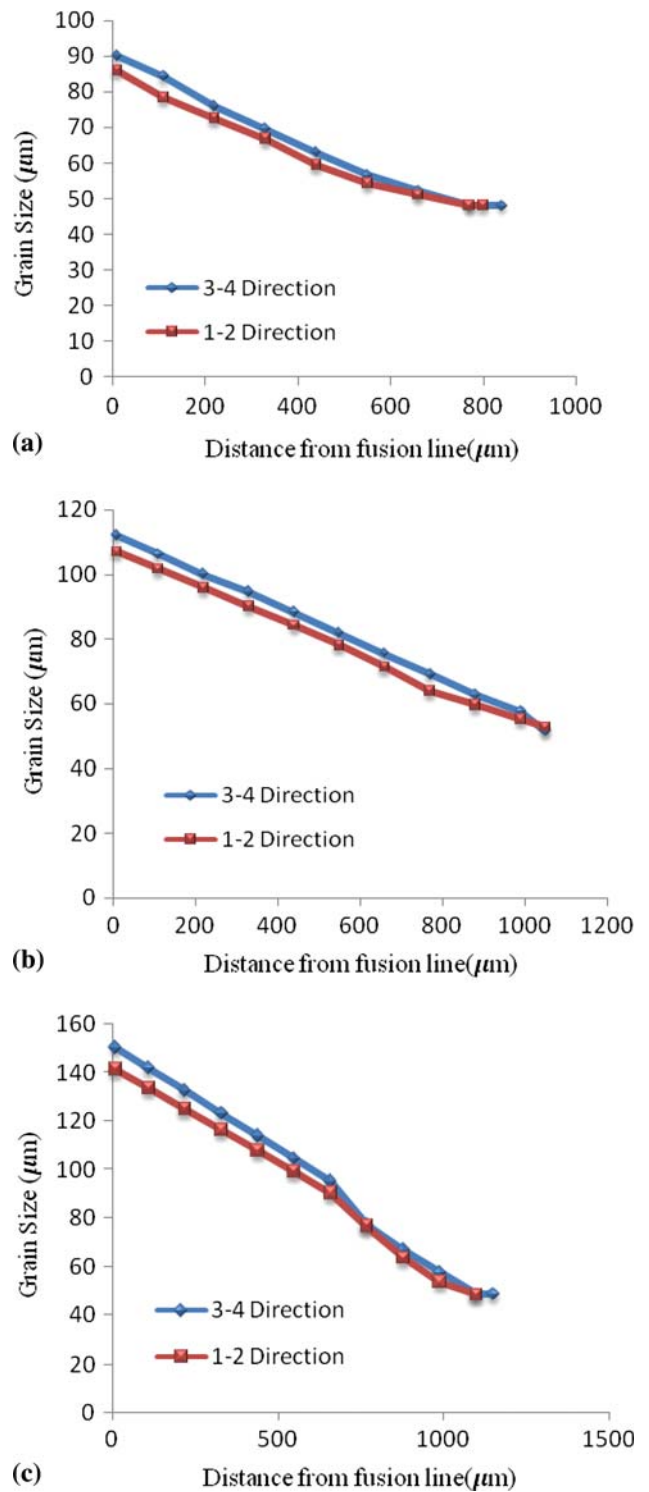 100
90
80
70
60
50
40
30
20
10
0
Grain Size (μm)
3-4 Direction
1-2 Direction
0 200 400 600 800 1000
(a) Distance from fusion line(μm)
120
100
80
60
40
20
0
Grain Size (μm)
3-4 Direction
1-2 Direction
0 200 400 600 800 1000 1200
(b) Distance from fusion line(μm)
160
140
120
100
80
60
40
20
0
Grain Size (μm)
3-4 Direction
1-2 Direction
0 500 1000 1500
(c) Distance from fusion line(μm)